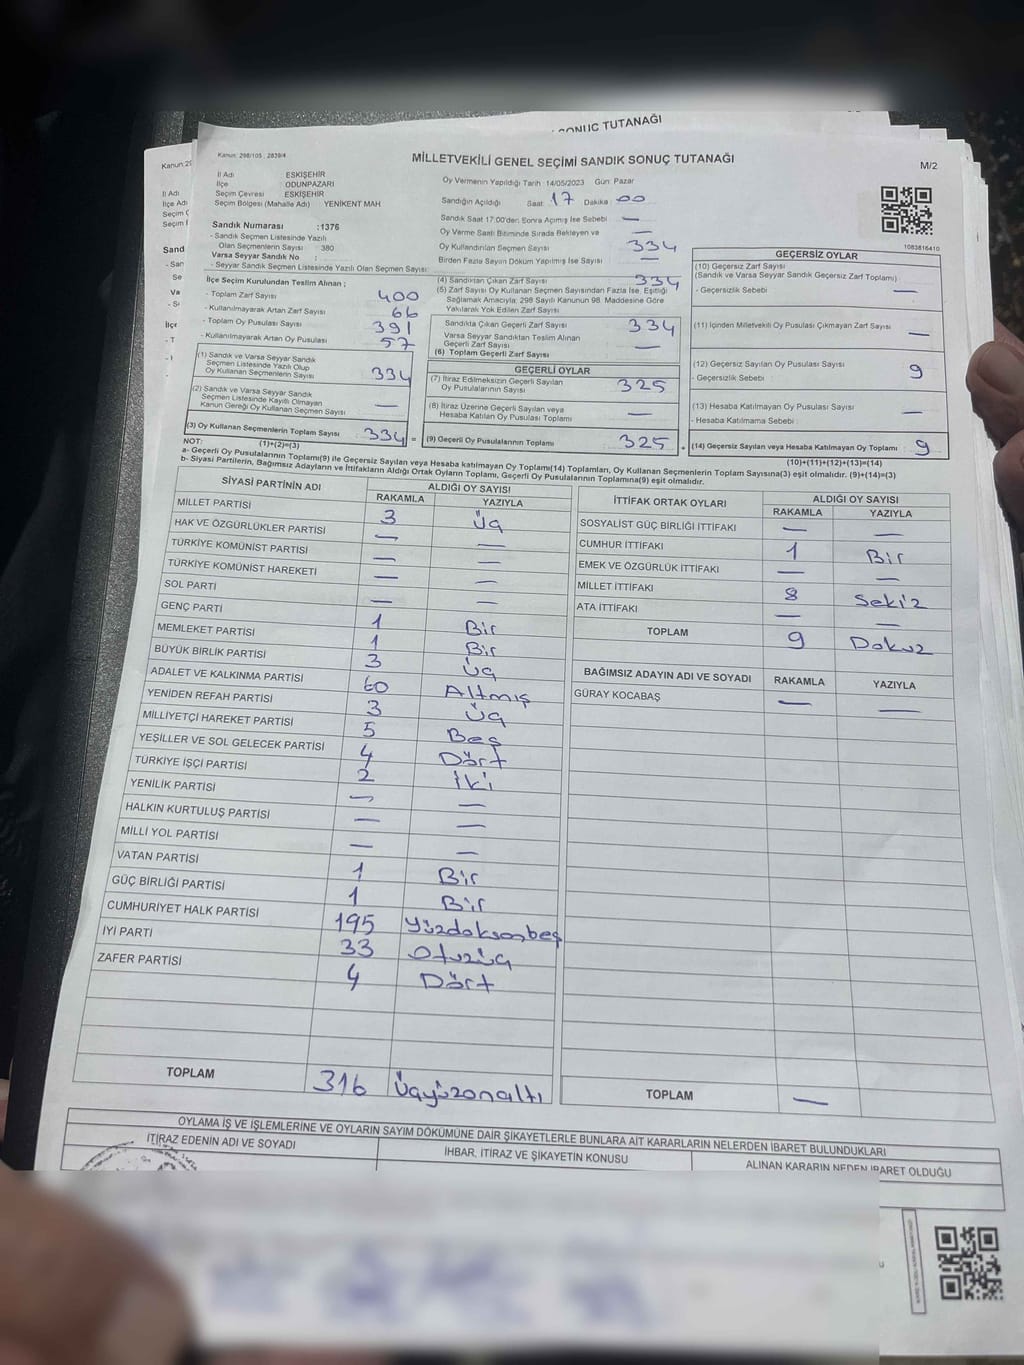 SONUÇ TUTANAĞI
Kanun: 298/105 2839/4
MİLLETVEKİLİ GENEL SEÇİMİ SANDIK SONUÇ TUTANAĞI
M/2
İl Adı ESKİŞEHİR
İlçe ODUNPAZARI
Seçim Çevresi ESKİŞEHİR
Seçim Bölgesi (Mahalle Adı) YENİKENT MAH
Sandık Numarası :1376
- Sandık Seçmen Listesinde Yazılı
Olan Seçmenlerin Sayısı : 380
Varsa Seyyar Sandık No :
- Seyyar Sandık Seçmen Listesinde Yazılı Olan Seçmen Sayısı
Oy Vermenin Yapıldığı Tarih : 14/05/2023 Gün: Pazar
Sandığın Açıldığı Saat: 17 Dakika: 00
Sandık Saat 17:00'den Sonra Açılmış İse Sebebi —
Oy Verme Saati Bitiminde Sırada Bekleyen ve —
Oy Kullandırılan Seçmen Sayısı 334
Birden Fazla Sayım Döküm Yapılmış İse Sayısı —
1083816410
İlçe Seçim Kurulundan Teslim Alınan ;
- Toplam Zarf Sayısı 400
- Kullanılmayarak Artan Zarf Sayısı 66
- Toplam Oy Pusulası Sayısı 391
- Kullanılmayarak Artan Oy Pusulası 57
(1) Sandık ve Varsa Seyyar Sandık
Seçmen Listesinde Yazılı Olup
Oy Kullanan Seçmenlerin Sayısı 334
(2) Sandık ve Varsa Seyyar Sandık
Seçmen Listesinde Kayıtlı Olmayan
Kanun Gereği Oy Kullanan Seçmen Sayısı —
(3) Oy Kullanan Seçmenlerin Toplam Sayısı 334 =
(1)+(2)=(3)
(4) Sandıktan Çıkan Zarf Sayısı 334
(5) Zarf Sayısı Oy Kullanan Seçmen Sayısından Fazla İse, Eşitliği
Sağlamak Amacıyla; 298 Sayılı Kanunun 98. Maddesine Göre
Yakılarak Yok Edilen Zarf Sayısı
Sandıkta Çıkan Geçerli Zarf Sayısı 334
Varsa Seyyar Sandıktan Teslim Alınan
Geçerli Zarf Sayısı —
(6) Toplam Geçerli Zarf Sayısı
GEÇERLİ OYLAR
(7) İtiraz Edilmeksizin Geçerli Sayılan
Oy Pusulalarının Sayısı 325
(8) İtiraz Üzerine Geçerli Sayılan veya
Hesaba Katılan Oy Pusulası Toplamı —
(9) Geçerli Oy Pusulalarının Toplamı 325 +
GEÇERSİZ OYLAR
(10) Geçersiz Zarf Sayısı
(Sandık ve Varsa Seyyar Sandık Geçersiz Zarf Toplamı)
- Geçersizlik Sebebi : —
(11) İçinden Milletvekili Oy Pusulası Çıkmayan Zarf Sayısı —
(12) Geçersiz Sayılan Oy Pusulası Sayısı 9
- Geçersizlik Sebebi :
(13) Hesaba Katılmayan Oy Pusulası Sayısı —
- Hesaba Katılmama Sebebi :
(14) Geçersiz Sayılan veya Hesaba Katılmayan Oy Toplamı 9
(10)+(11)+(12)+(13)=(14)
NOT:
a- Geçerli Oy Pusulasının Toplamı(9) ile Geçersiz Sayılan veya Hesaba katılmayan Oy Toplamı(14) Toplamları, Oy Kullanan Seçmenlerin Toplam Sayısına(3) eşit olmalıdır. (9)+(14)=(3)
b- Siyasi Partilerin, Bağımsız Adayların ve İttifakların Aldığı Ortak Oyların Toplamı, Geçerli Oy Pusulalarının Toplamına(9) eşit olmalıdır.
SİYASİ PARTİNİN ADI ALDIĞI OY SAYISI
RAKAMLA YAZIYLA
MİLLET PARTİSİ 3 Üç
HAK VE ÖZGÜRLÜKLER PARTİSİ — —
TÜRKİYE KOMÜNİST PARTİSİ — —
TÜRKİYE KOMÜNİST HAREKETİ — —
SOL PARTİ — —
GENÇ PARTİ 1 Bir
MEMLEKET PARTİSİ 1 Bir
BÜYÜK BİRLİK PARTİSİ 3 Üç
ADALET VE KALKINMA PARTİSİ 60 Altmış
YENİDEN REFAH PARTİSİ 3 Üç
MİLLİYETÇİ HAREKET PARTİSİ 5 Beş
YEŞİLLER VE SOL GELECEK PARTİSİ 4 Dört
TÜRKİYE İŞÇİ PARTİSİ 2 İki
YENİLİK PARTİSİ — —
HALKIN KURTULUŞ PARTİSİ — —
MİLLİ YOL PARTİSİ — —
VATAN PARTİSİ 1 Bir
GÜÇ BİRLİĞİ PARTİSİ 1 Bir
CUMHURİYET HALK PARTİSİ 195 Yüzdoksanbeş
İYİ PARTİ 33 Otuzüç
ZAFER PARTİSİ 4 Dört
TOPLAM 316 Üçyüzonaltı
İTTİFAK ORTAK OYLARI ALDIĞI OY SAYISI
RAKAMLA YAZIYLA
SOSYALİST GÜÇ BİRLİĞİ İTTİFAKI — —
CUMHUR İTTİFAKI 1 Bir
EMEK VE ÖZGÜRLÜK İTTİFAKI — —
MİLLET İTTİFAKI 8 Sekiz
ATA İTTİFAKI — —
TOPLAM 9 Dokuz
BAĞIMSIZ ADAYIN ADI VE SOYADI RAKAMLA YAZIYLA
GÜRAY KOCABAŞ — —
TOPLAM —
OYLAMA İŞ VE İŞLEMLERİNE VE OYLARIN SAYIM DÖKÜMÜNE DAİR ŞİKAYETLERLE BUNLARA AİT KARARLARIN NELERDEN İBARET BULUNDUKLARI
İTİRAZ EDENİN ADI VE SOYADI İHBAR, İTİRAZ VE ŞİKAYETİN KONUSU ALINAN KARARIN NEDEN İBARET OLDUĞU